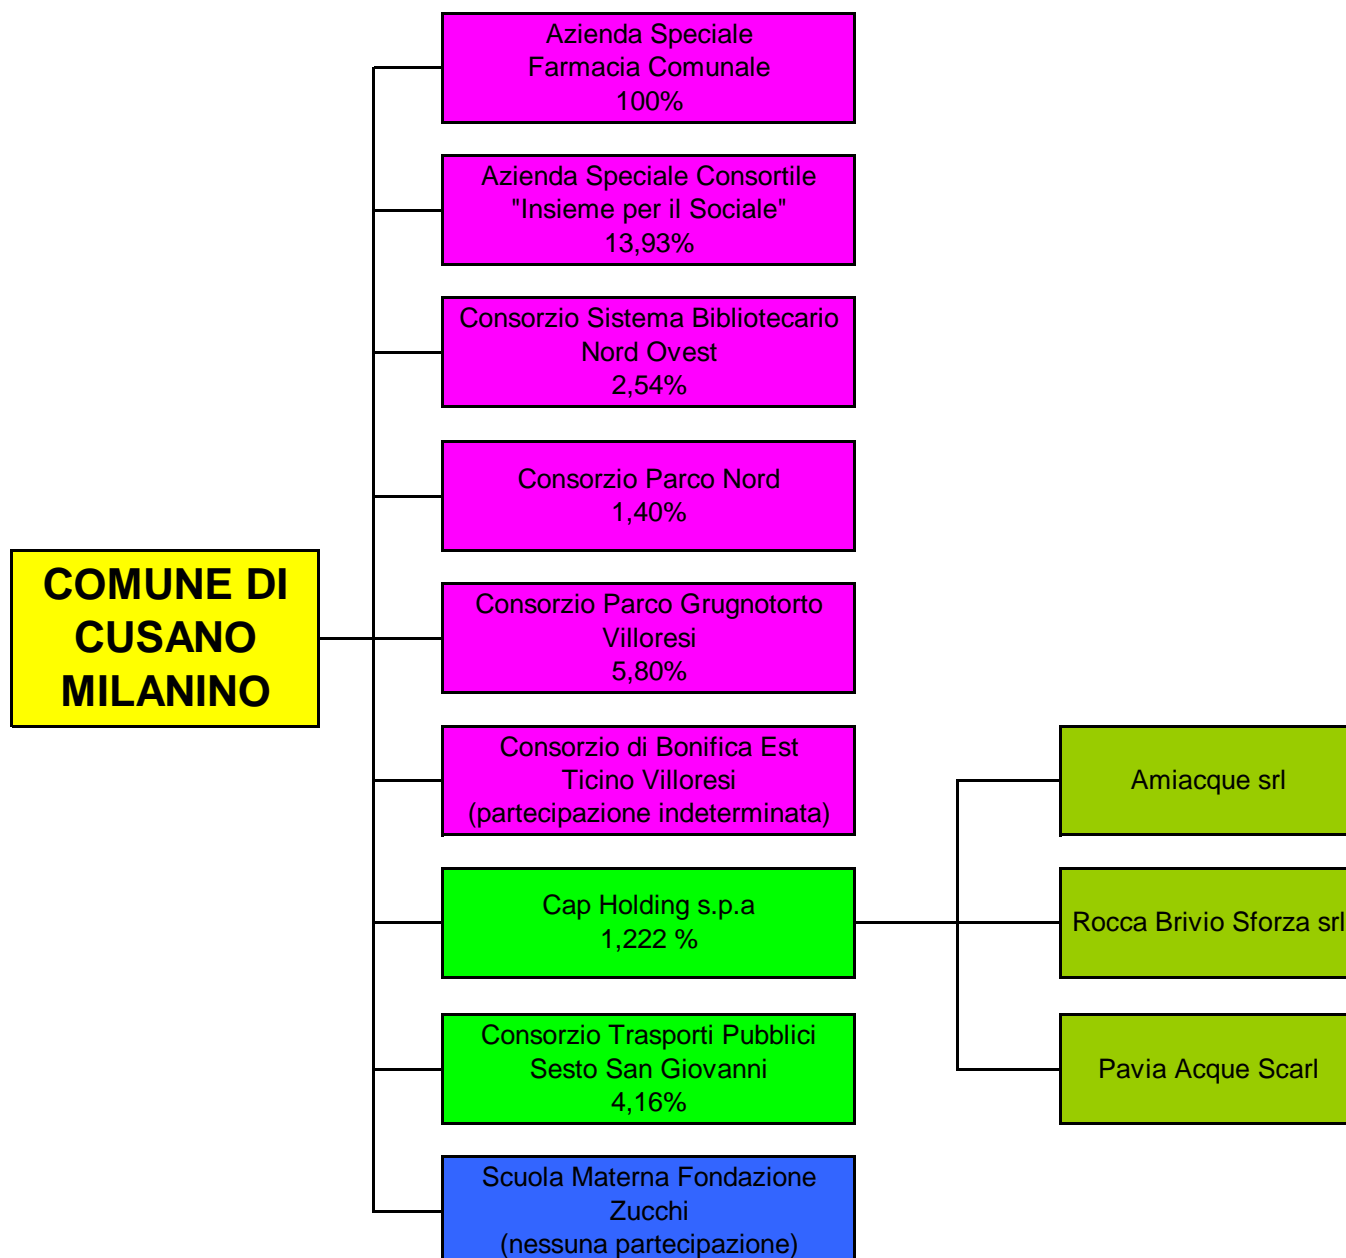 Azienda Speciale
Farmacia Comunale
100%
Azienda Speciale Consortile
"Insieme per il Sociale"
13,93%
Consorzio Sistema Bibliotecario
Nord Ovest
2,54%
Consorzio Parco Nord
1,40%
COMUNE DI
CUSANO
MILANINO
Consorzio Parco Grugnotorto
Villoresi
5,80%
Consorzio di Bonifica Est
Ticino Villoresi
(partecipazione indeterminata)
Amiacque srl
Cap Holding s.p.a
1,222 %
Rocca Brivio Sforza srl
Consorzio Trasporti Pubblici
Sesto San Giovanni
4,16%
Pavia Acque Scarl
Scuola Materna Fondazione
Zucchi
(nessuna partecipazione)